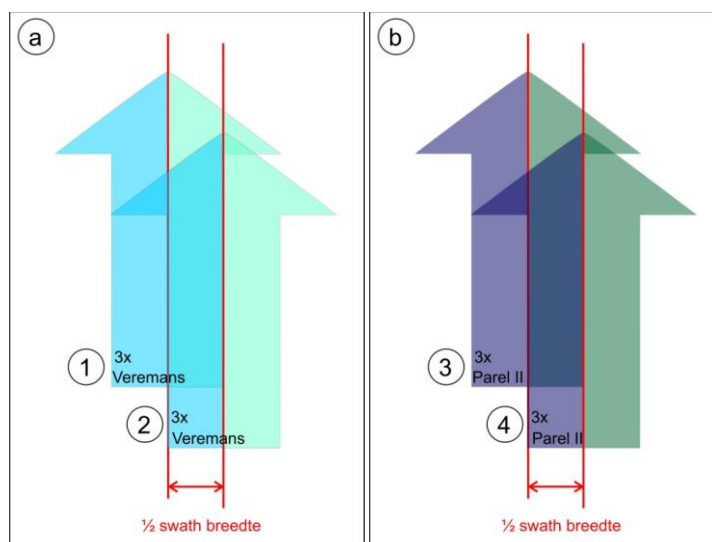 a
1
3x
Veremans
2
3x
Veremans
½ swath breedte
b
3
3x
Parel II
4
3x
Parel II
½ swath breedte